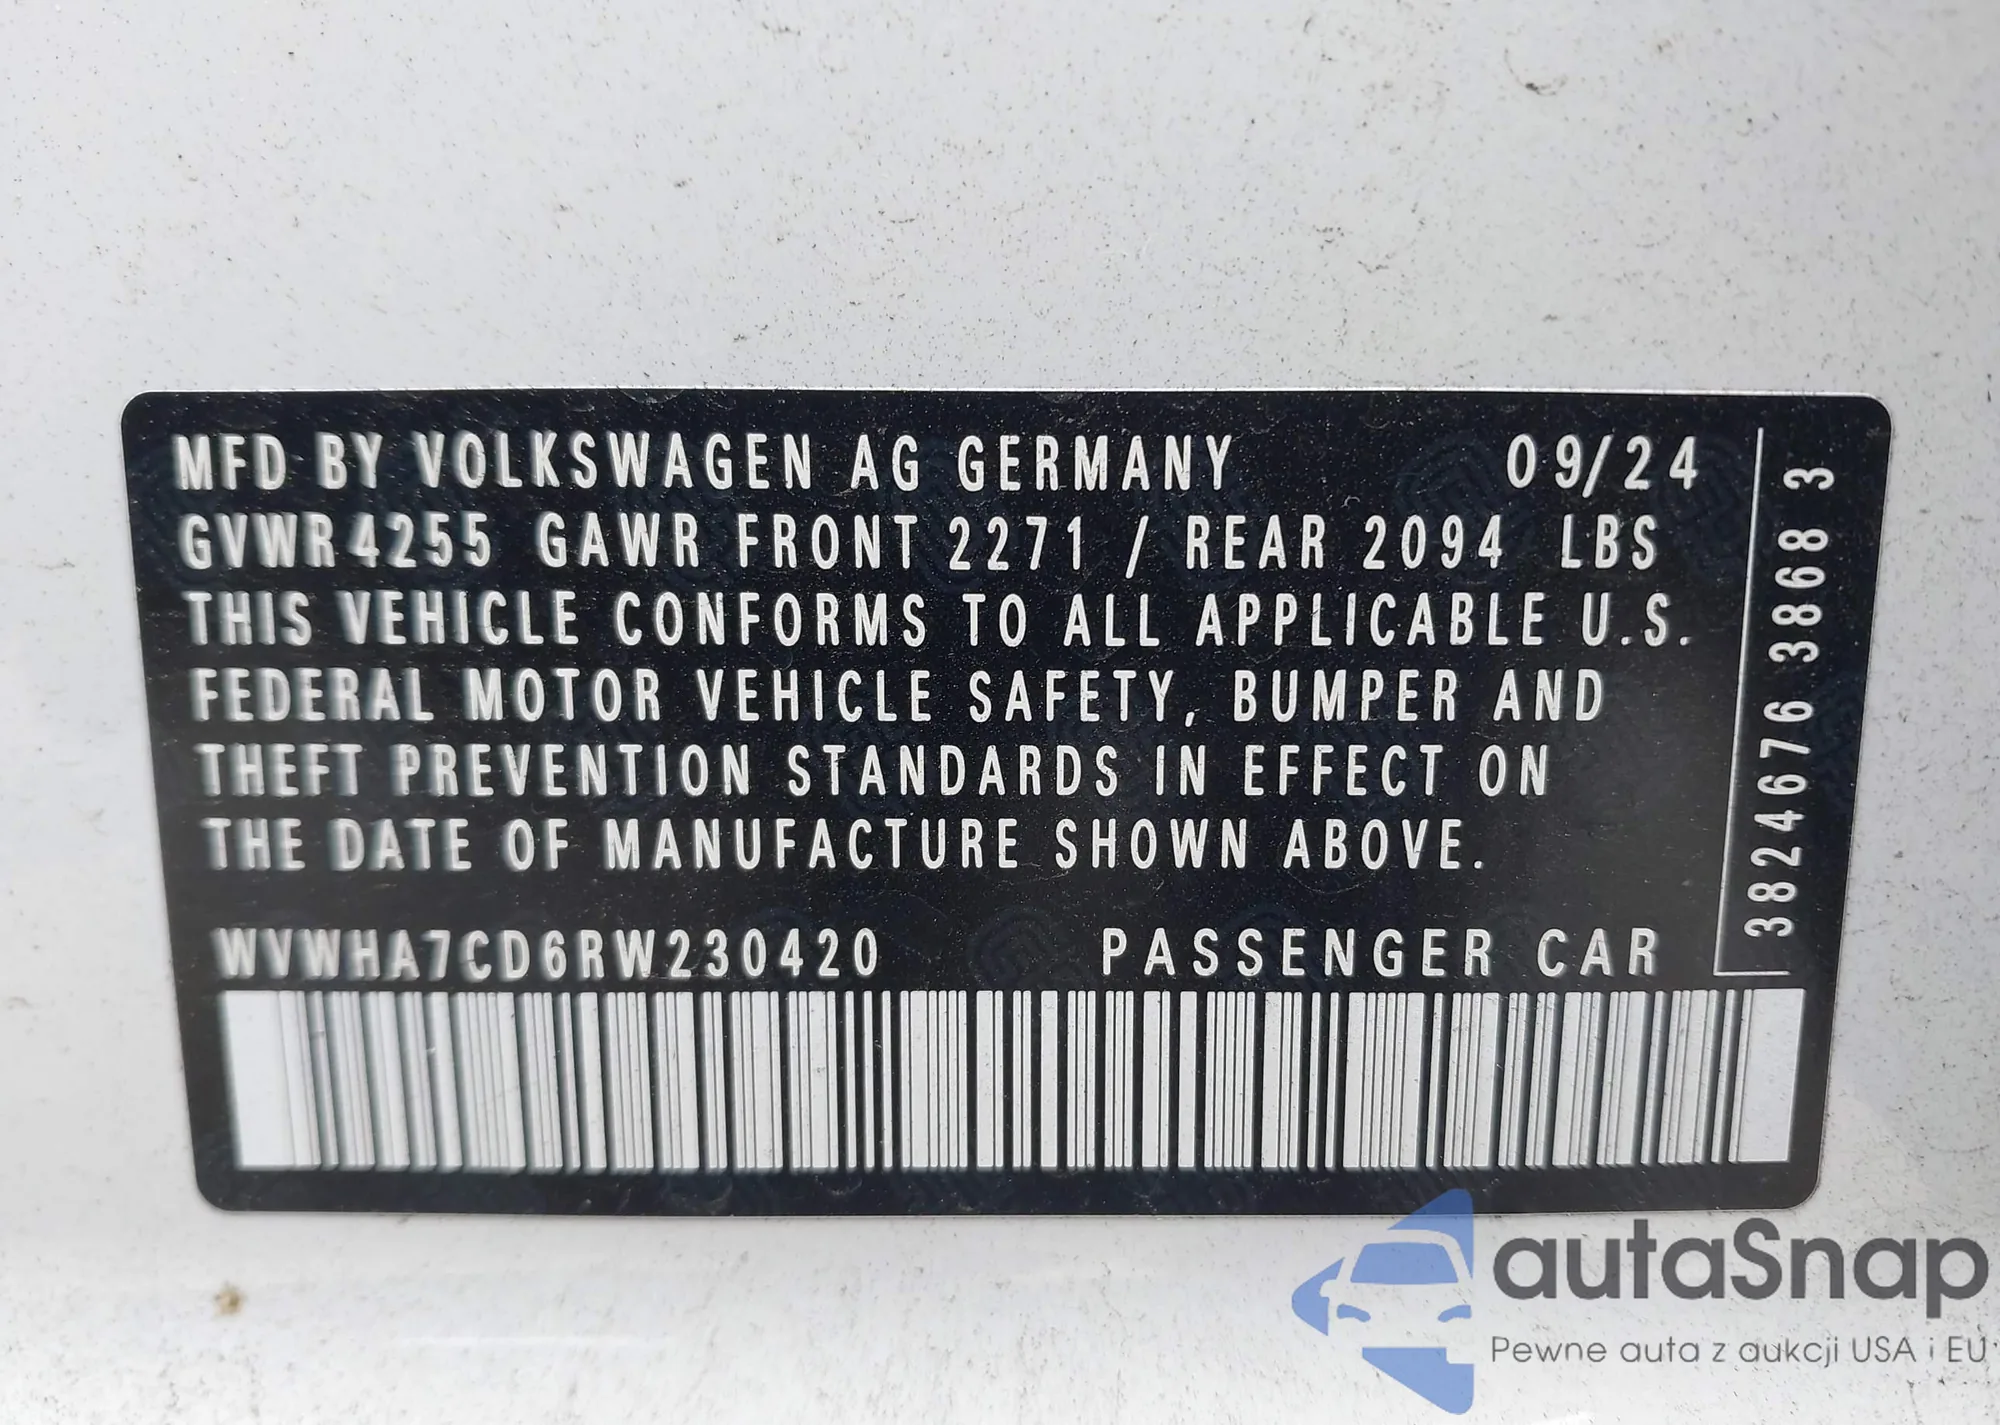 MFD BY VOLKSWAGEN AG GERMANY 09/24
GVWR 4255 GAWR FRONT 2271 / REAR 2094 LBS
THIS VEHICLE CONFORMS TO ALL APPLICABLE U.S.
FEDERAL MOTOR VEHICLE SAFETY, BUMPER AND
THEFT PREVENTION STANDARDS IN EFFECT ON
THE DATE OF MANUFACTURE SHOWN ABOVE.
WVWHA7CD6RW230420 PASSENGER CAR
3824676 3868 3
autaSnap
Pewne auta z aukcji USA i EU